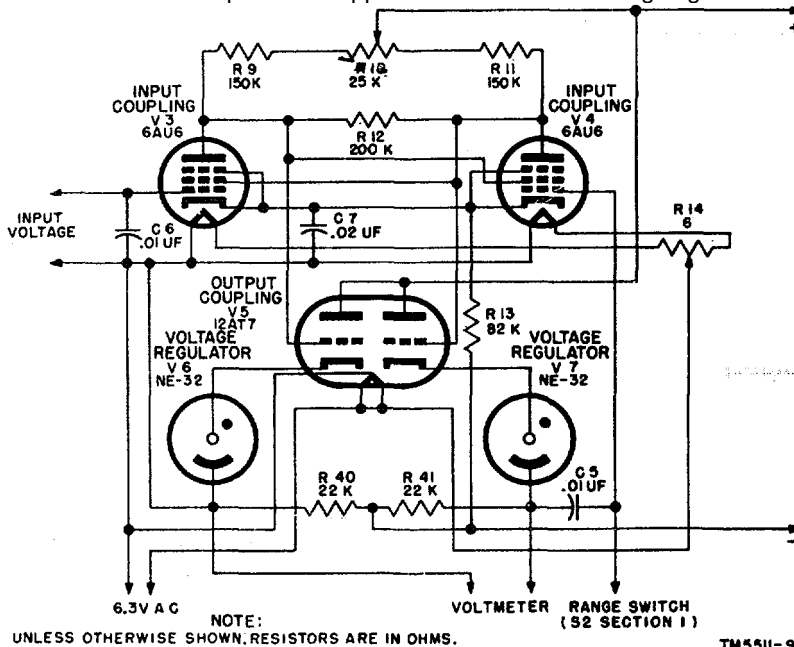 R 9
150K
R 10
25 K
R 11
150K
INPUT
COUPLING
V 3
6AU6
R 12
200 K
INPUT
COUPLING
V 4
6AU6
INPUT
VOLTAGE
C 6
.01 UF
C 7
.02 UF
R 14
6
OUTPUT
COUPLING
V 5
12AT7
R 13
82 K
VOLTAGE
REGULATOR
V 6
NE-32
VOLTAGE
REGULATOR
V 7
NE-32
R 40
22 K
R 41
22 K
C 5
.01UF
6.3V A C
VOLTMETER
RANGE SWITCH
(S2 SECTION 1)
NOTE:
UNLESS OTHERWISE SHOWN, RESISTORS ARE IN OHMS.
TM5511-9